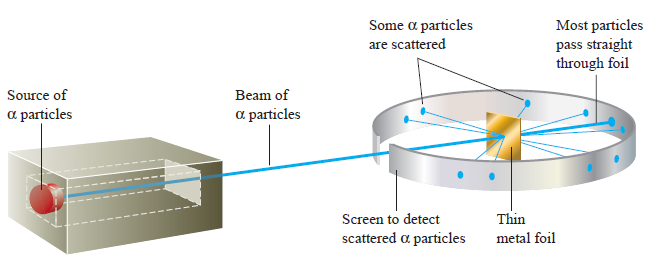 Some α particles
are scattered
Most particles
pass straight
through foil
Source of
α particles
Beam of
α particles
Screen to detect
scattered α particles
Thin
metal foil